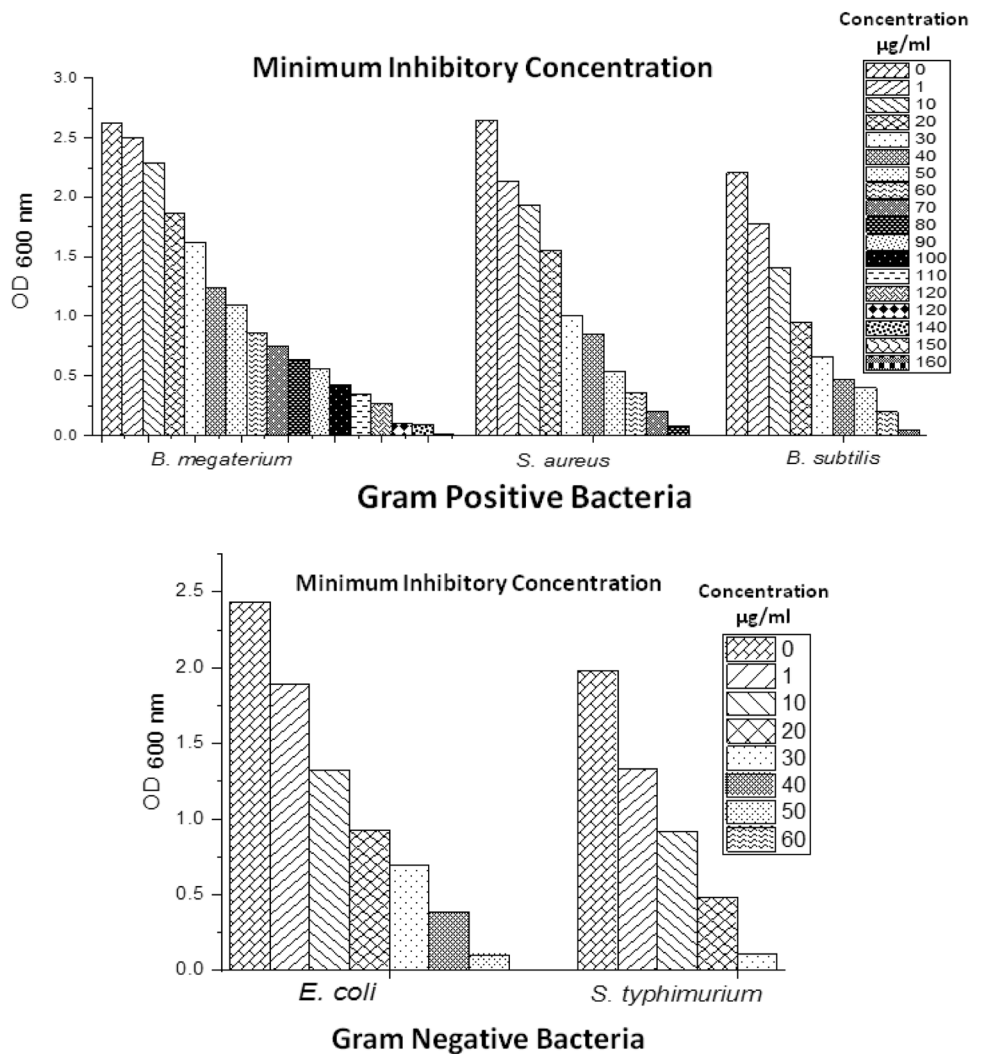 Concentration
µg/ml
Minimum Inhibitory Concentration
3.0
2.5
2.0
1.5
1.0
0.5
0.0
OD 600 nm
0
1
10
20
30
40
50
60
70
80
90
100
110
120
120
140
150
160
B. megaterium
S. aureus
B. subtilis
Gram Positive Bacteria
Minimum Inhibitory Concentration
Concentration
µg/ml
2.5
2.0
1.5
1.0
0.5
0.0
OD 600 nm
0
1
10
20
30
40
50
60
E. coli
S. typhimurium
Gram Negative Bacteria